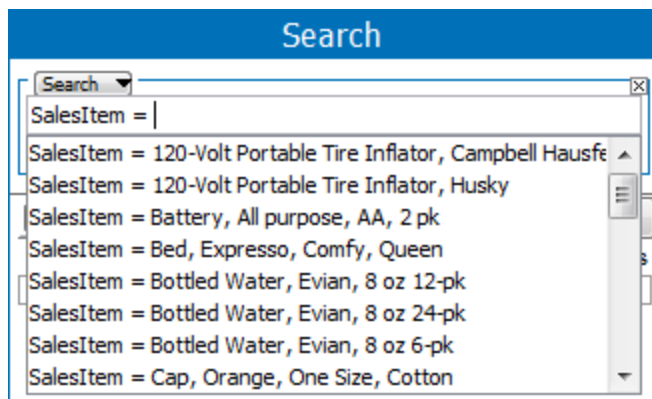 Search
Search
SalesItem =
SalesItem = 120-Volt Portable Tire Inflator, Campbell Hausfe
SalesItem = 120-Volt Portable Tire Inflator, Husky
SalesItem = Battery, All purpose, AA, 2 pk
SalesItem = Bed, Expresso, Comfy, Queen
SalesItem = Bottled Water, Evian, 8 oz 12-pk
SalesItem = Bottled Water, Evian, 8 oz 24-pk
SalesItem = Bottled Water, Evian, 8 oz 6-pk
SalesItem = Cap, Orange, One Size, Cotton